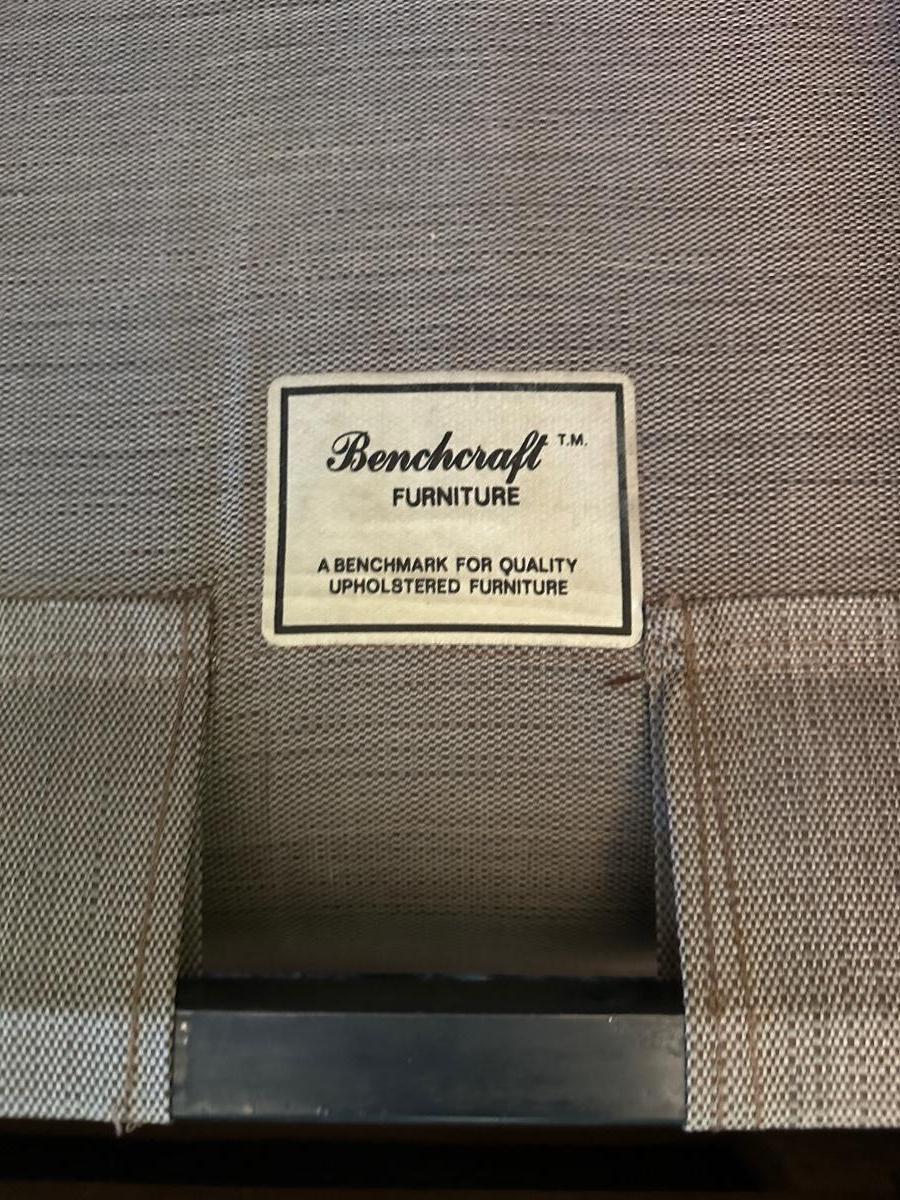 Benchcraft T.M.
FURNITURE
A BENCHMARK FOR QUALITY
UPHOLSTERED FURNITURE